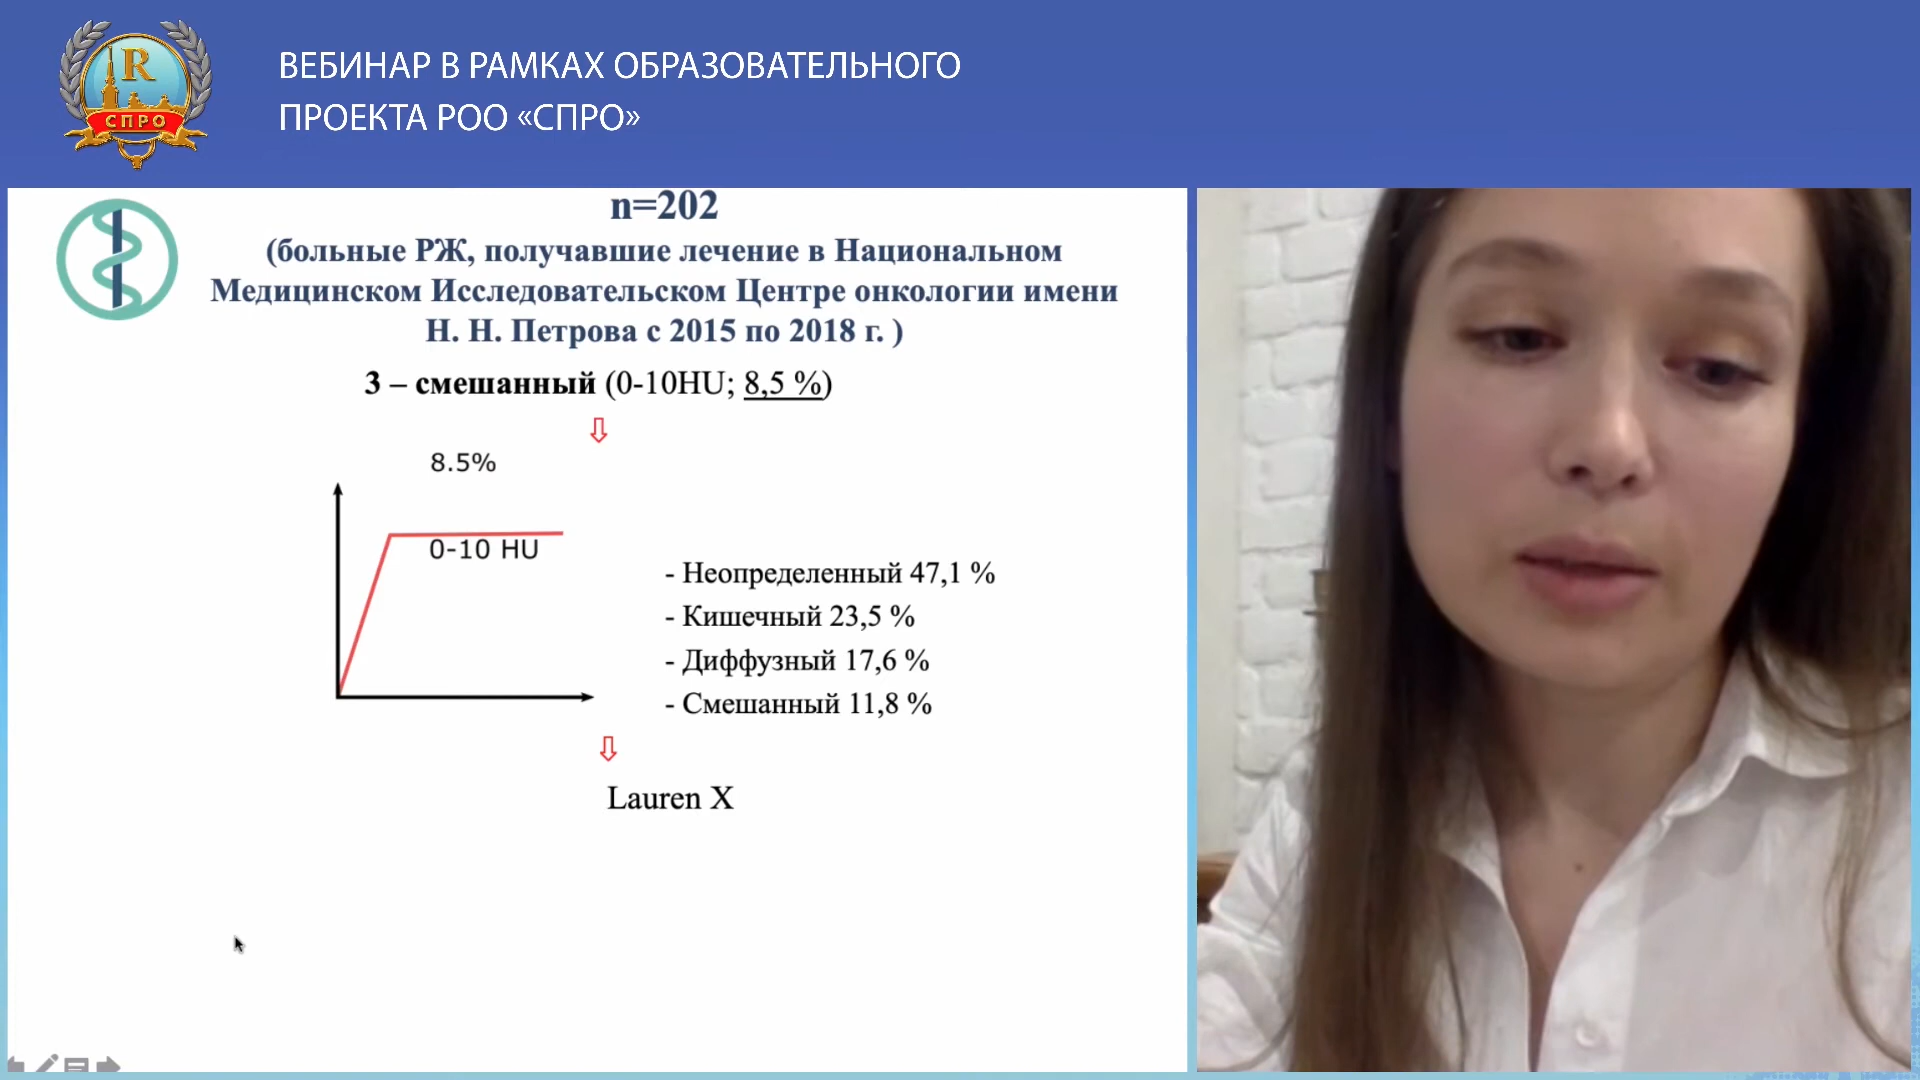 R
СПРО
ВЕБИНАР В РАМКАХ ОБРАЗОВАТЕЛЬНОГО
ПРОЕКТА РОО «СПРО»
n=202
(больные РЖ, получавшие лечение в Национальном
Медицинском Исследовательском Центре онкологии имени
Н. Н. Петрова с 2015 по 2018 г. )
3 – смешанный (0-10HU; 8,5 %)
8.5%
0-10 HU
- Неопределенный 47,1 %
- Кишечный 23,5 %
- Диффузный 17,6 %
- Смешанный 11,8 %
Lauren X